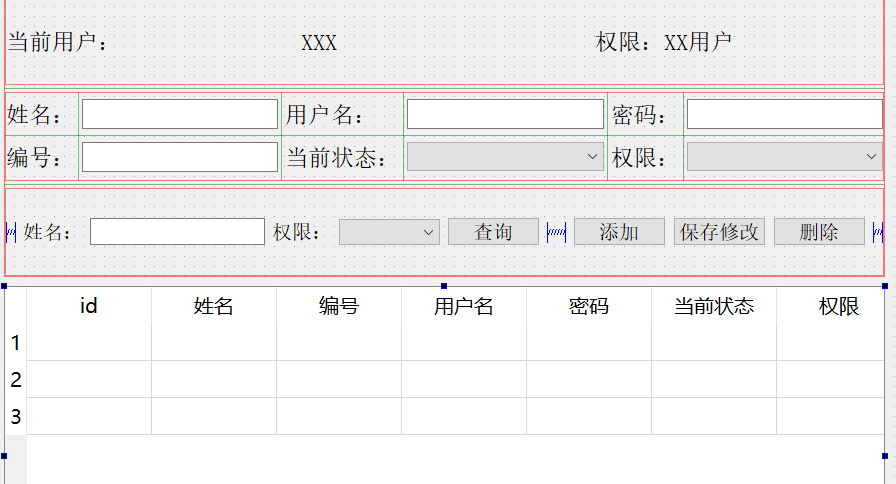 当前用户： XXX 权限：XX用户
姓名： 用户名： 密码：
编号： 当前状态： 权限：
姓名： 权限： 查询 添加 保存修改 删除
id 姓名 编号 用户名 密码 当前状态 权限
1
2
3